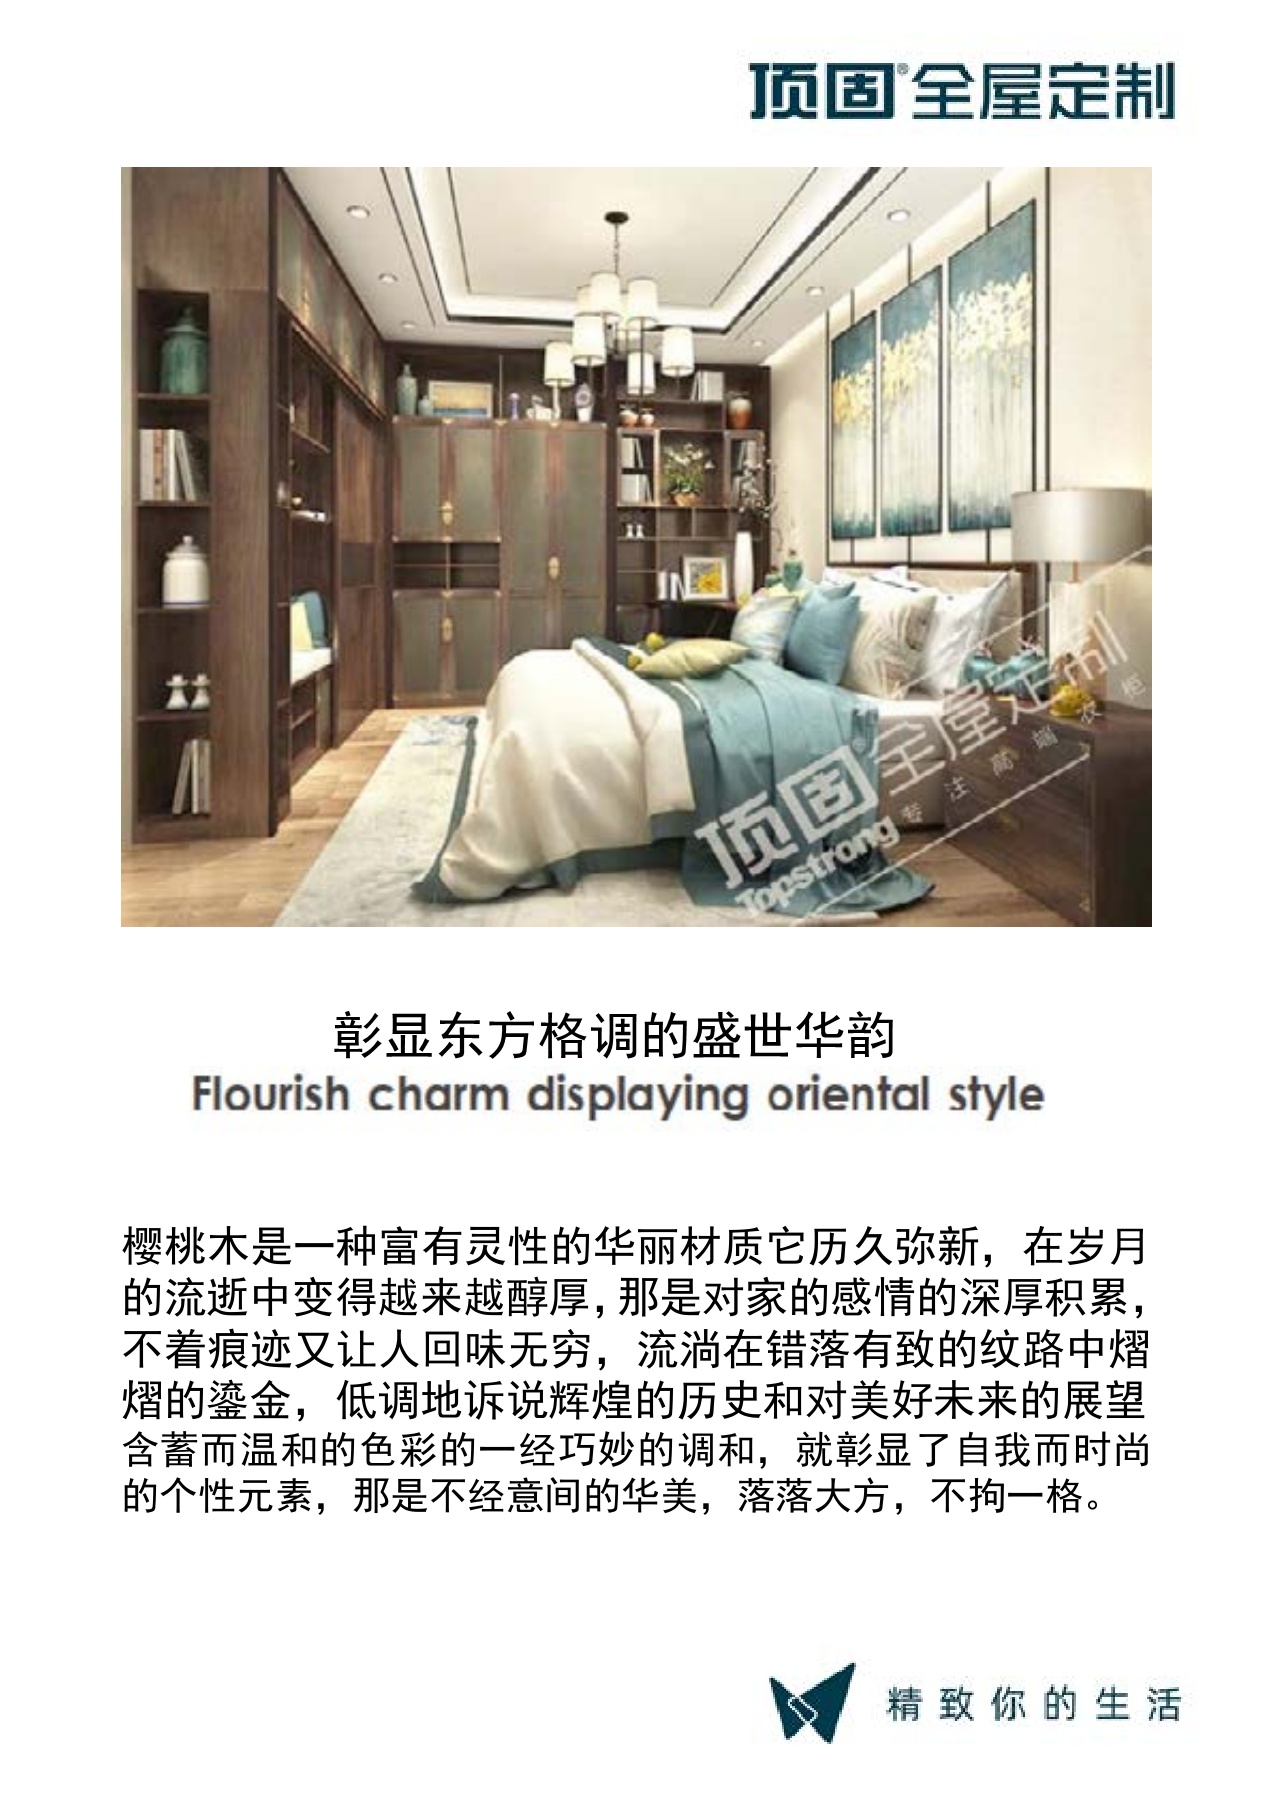 顶固®全屋定制
顶固®全屋定制
Topstrong 专注高端衣柜
彰显东方格调的盛世华韵
Flourish charm displaying oriental style
樱桃木是一种富有灵性的华丽材质它历久弥新，在岁月
的流逝中变得越来越醇厚，那是对家的感情的深厚积累，
不着痕迹又让人回味无穷，流淌在错落有致的纹路中熠
熠的鎏金，低调地诉说辉煌的历史和对美好未来的展望
含蓄而温和的色彩的一经巧妙的调和，就彰显了自我而时尚
的个性元素，那是不经意间的华美，落落大方，不拘一格。
精致你的生活